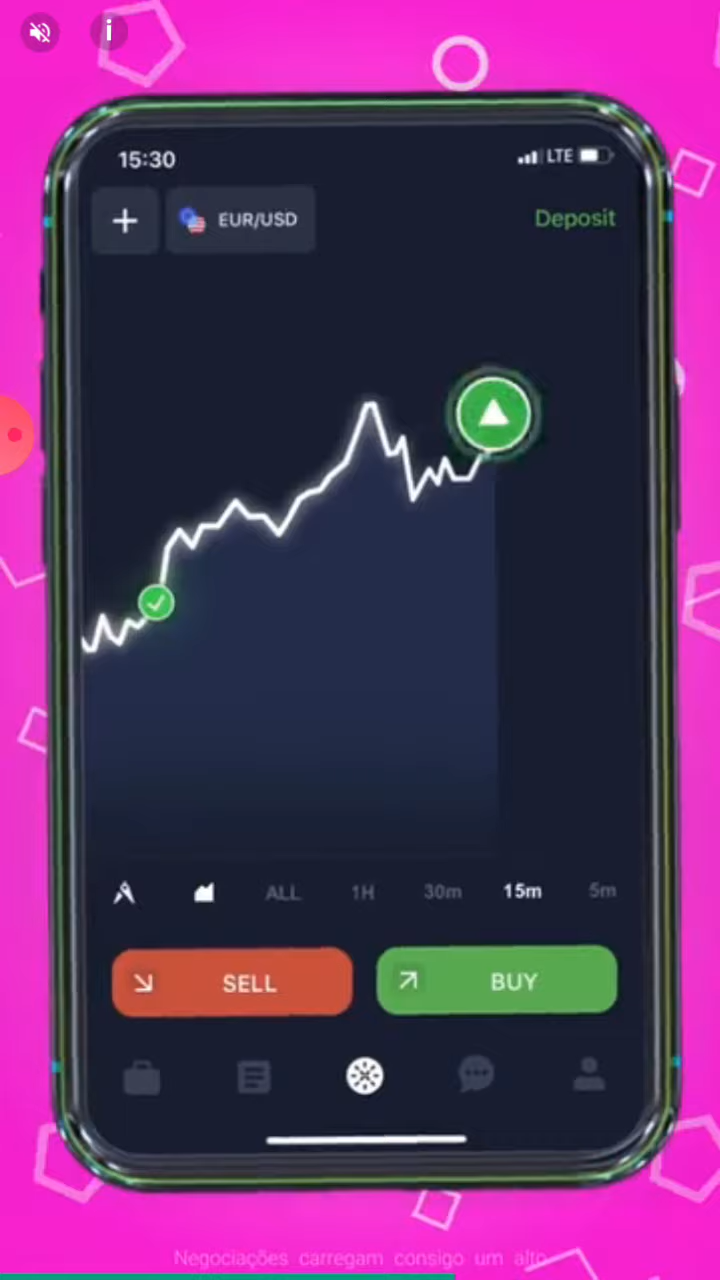 15:30
LTE
EUR/USD
Deposit
ALL 1H 30m 15m 5m
SELL
BUY
Negociações carregam consigo um alto